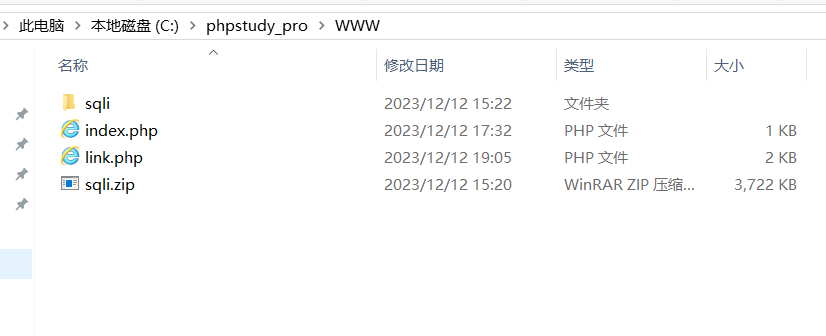 此电脑 > 本地磁盘 (C:) > phpstudy_pro > WWW
名称 修改日期 类型 大小
sqli 2023/12/12 15:22 文件夹
index.php 2023/12/12 17:32 PHP 文件 1 KB
link.php 2023/12/12 19:05 PHP 文件 2 KB
sqli.zip 2023/12/12 15:20 WinRAR ZIP 压缩... 3,722 KB